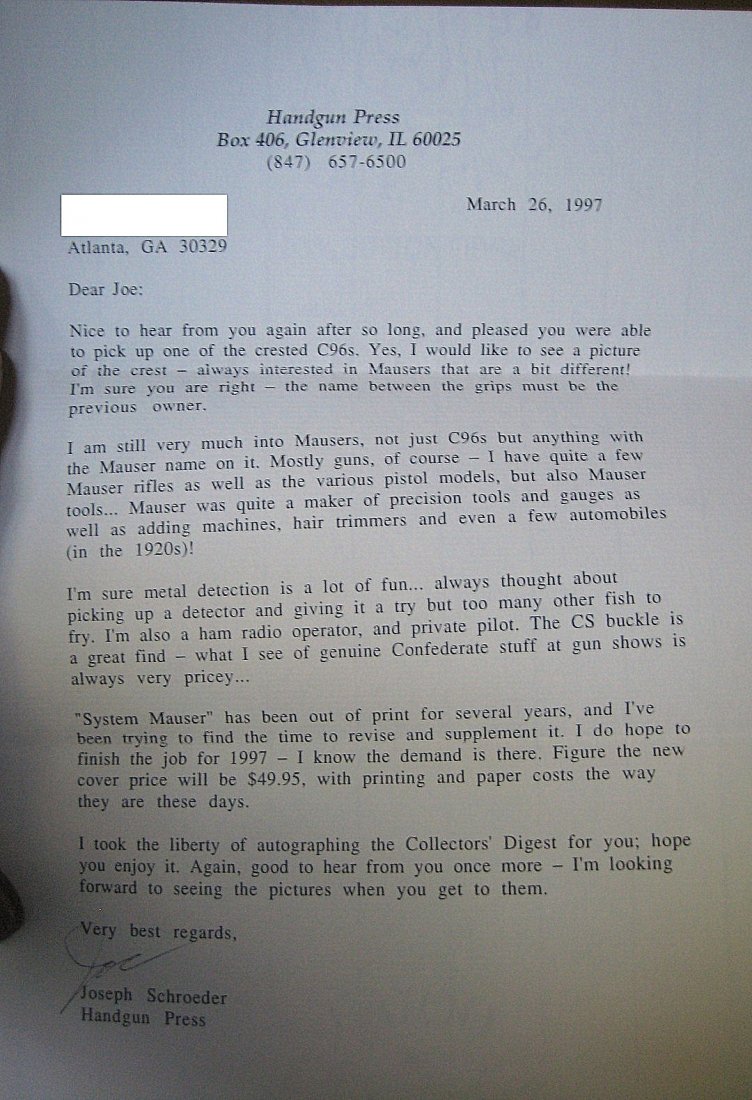 Handgun Press
Box 406, Glenview, IL 60025
(847) 657-6500
March 26, 1997
Atlanta, GA 30329
Dear Joe:
Nice to hear from you again after so long, and pleased you were able
to pick up one of the crested C96s. Yes, I would like to see a picture
of the crest – always interested in Mausers that are a bit different!
I'm sure you are right – the name between the grips must be the
previous owner.
I am still very much into Mausers, not just C96s but anything with
the Mauser name on it. Mostly guns, of course – I have quite a few
Mauser rifles as well as the various pistol models, but also Mauser
tools... Mauser was quite a maker of precision tools and gauges as
well as adding machines, hair trimmers and even a few automobiles
(in the 1920s)!
I'm sure metal detection is a lot of fun... always thought about
picking up a detector and giving it a try but too many other fish to
fry. I'm also a ham radio operator, and private pilot. The CS buckle is
a great find – what I see of genuine Confederate stuff at gun shows is
always very pricey...
"System Mauser" has been out of print for several years, and I've
been trying to find the time to revise and supplement it. I do hope to
finish the job for 1997 – I know the demand is there. Figure the new
cover price will be $49.95, with printing and paper costs the way
they are these days.
I took the liberty of autographing the Collectors' Digest for you; hope
you enjoy it. Again, good to hear from you once more – I'm looking
forward to seeing the pictures when you get to them.
Very best regards,
Joe
Joseph Schroeder
Handgun Press